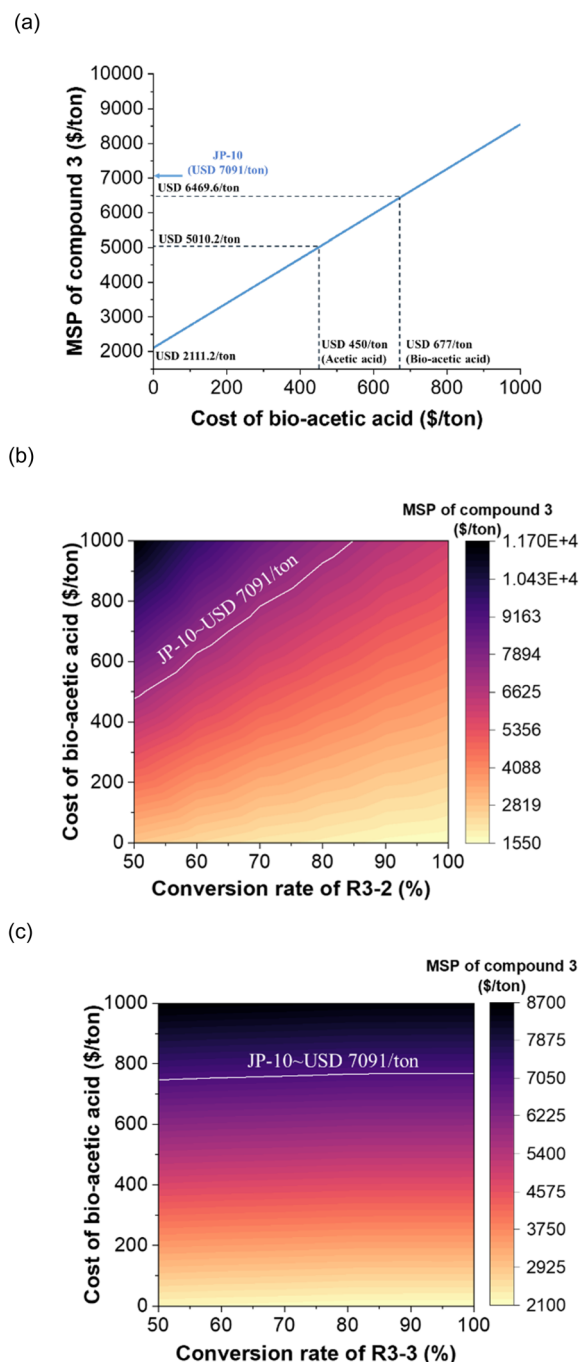 (a)
MSP of compound 3 ($/ton)
10000
9000
8000
7000
6000
5000
4000
3000
2000
JP-10
(USD 7091/ton)
USD 6469.6/ton
USD 5010.2/ton
USD 2111.2/ton
USD 450/ton
(Acetic acid)
USD 677/ton
(Bio-acetic acid)
0
200
400
600
800
1000
Cost of bio-acetic acid ($/ton)
(b)
MSP of compound 3
($/ton)
Cost of bio-acetic acid ($/ton)
1000
800
600
400
200
0
JP-10~USD 7091/ton
1.170E+4
1.043E+4
9163
7894
6625
5356
4088
2819
1550
50
60
70
80
90
100
Conversion rate of R3-2 (%)
(c)
MSP of compound 3
($/ton)
Cost of bio-acetic acid ($/ton)
1000
800
600
400
200
0
JP-10~USD 7091/ton
8700
7875
7050
6225
5400
4575
3750
2925
2100
50
60
70
80
90
100
Conversion rate of R3-3 (%)